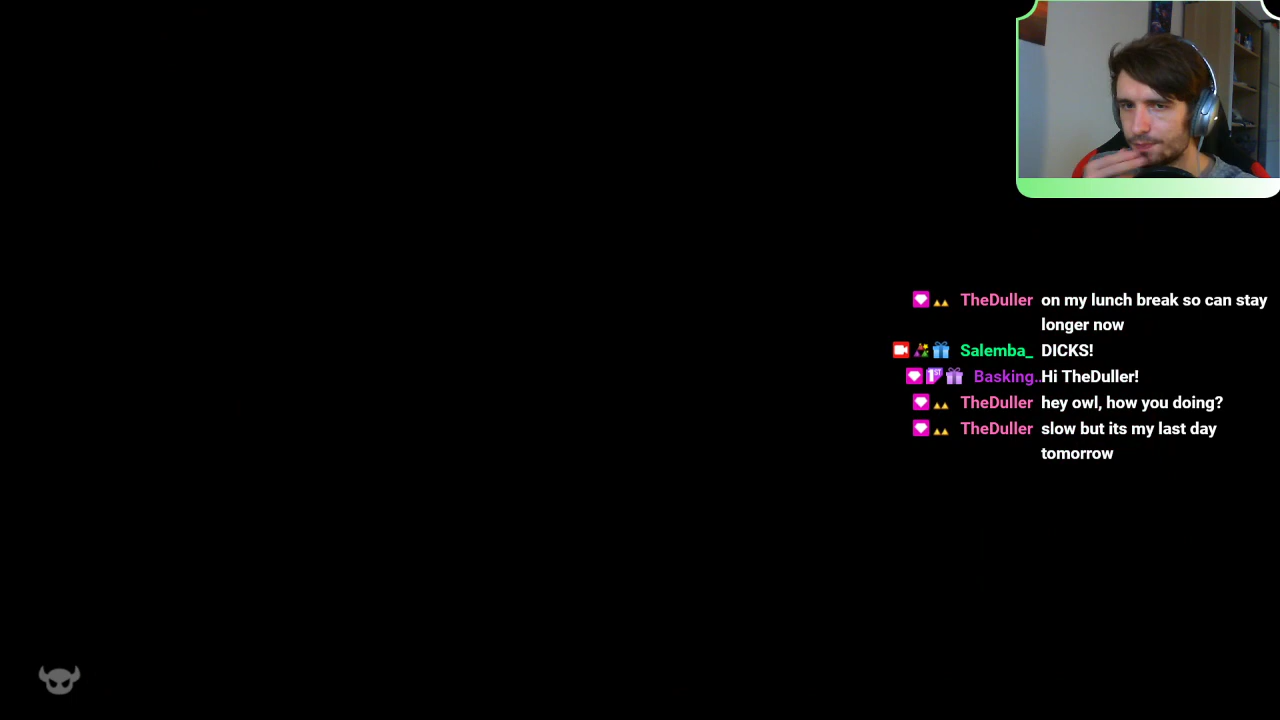 TheDuller on my lunch break so can stay
longer now
Salemba_ DICKS!
Basking.. Hi TheDuller!
TheDuller hey owl, how you doing?
TheDuller slow but its my last day
tomorrow